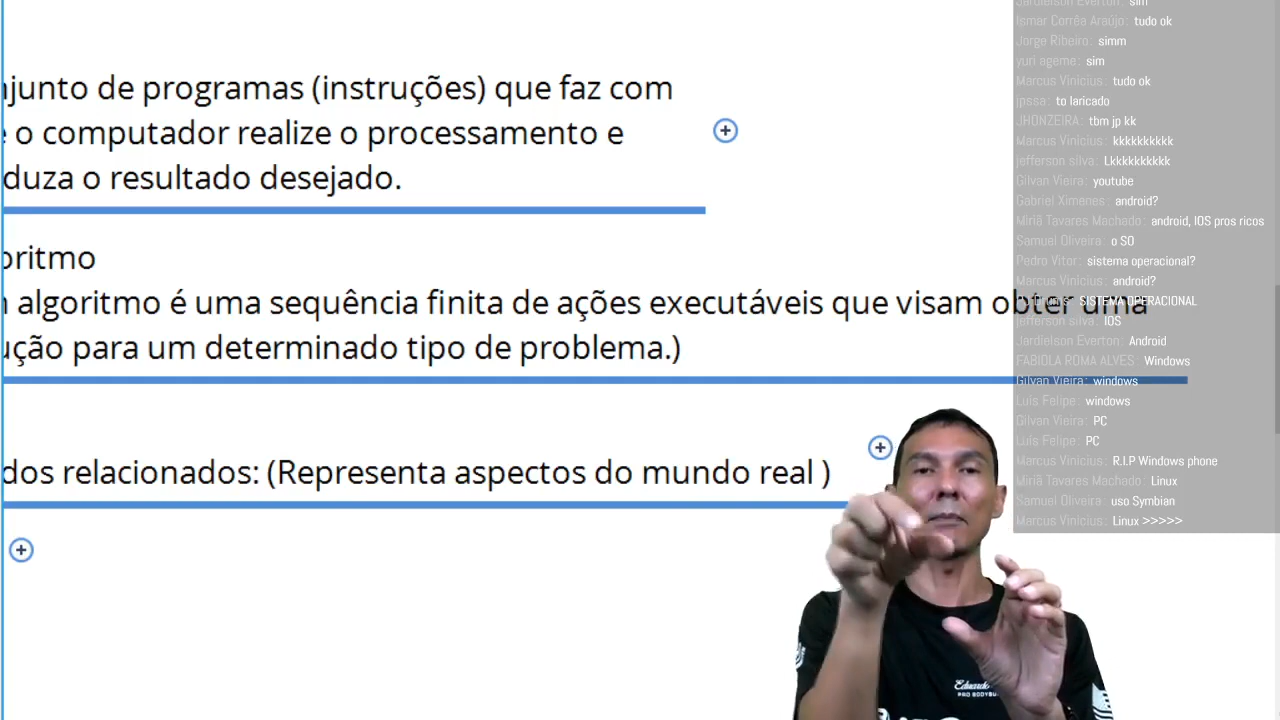 njunto de programas (instruções) que faz com
e o computador realize o processamento e
duza o resultado desejado.
oritmo
algoritmo é uma sequência finita de ações executáveis que visam obter uma
ução para um determinado tipo de problema.)
dos relacionados: (Representa aspectos do mundo real )
Jardielson Everton: sim
Ismar Corrêa Araújo: tudo ok
Jorge Ribeiro: simm
yuri ageme: sim
Marcus Vinicius: tudo ok
jpssa: to laricado
JHONZEIRA: tbm jp kk
Marcus Vinicius: kkkkkkkkkk
jefferson silva: Lkkkkkkkkkk
Gilvan Vieira: youtube
Gabriel Ximenes: android?
Miriã Tavares Machado: android, IOS pros ricos
Samuel Oliveira: o SO
Pedro Vitor: sistema operacional?
Marcus Vinicius: android?
SISTEMA OPERACIONAL
jefferson silva: IOS
Jardielson Everton: Android
FABIOLA ROMA ALVES: Windows
Gilvan Vieira: windows
Luis Felipe: windows
Gilvan Vieira: PC
Luis Felipe: PC
Marcus Vinicius: R.I.P Windows phone
Miriã Tavares Machado: Linux
Samuel Oliveira: uso Symbian
Marcus Vinicius: Linux >>>>>
Eduardo
PRO BODYBU